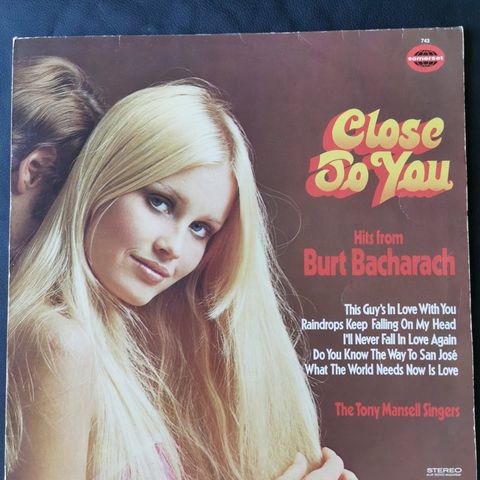 743
somerset
Close
To You
Hits from
Burt Bacharach
This Guy's In Love With You
Raindrops Keep Falling On My Head
I'll Never Fall In Love Again
Do You Know The Way To San José
What The World Needs Now Is Love
The Tony Mansell Singers
STEREO